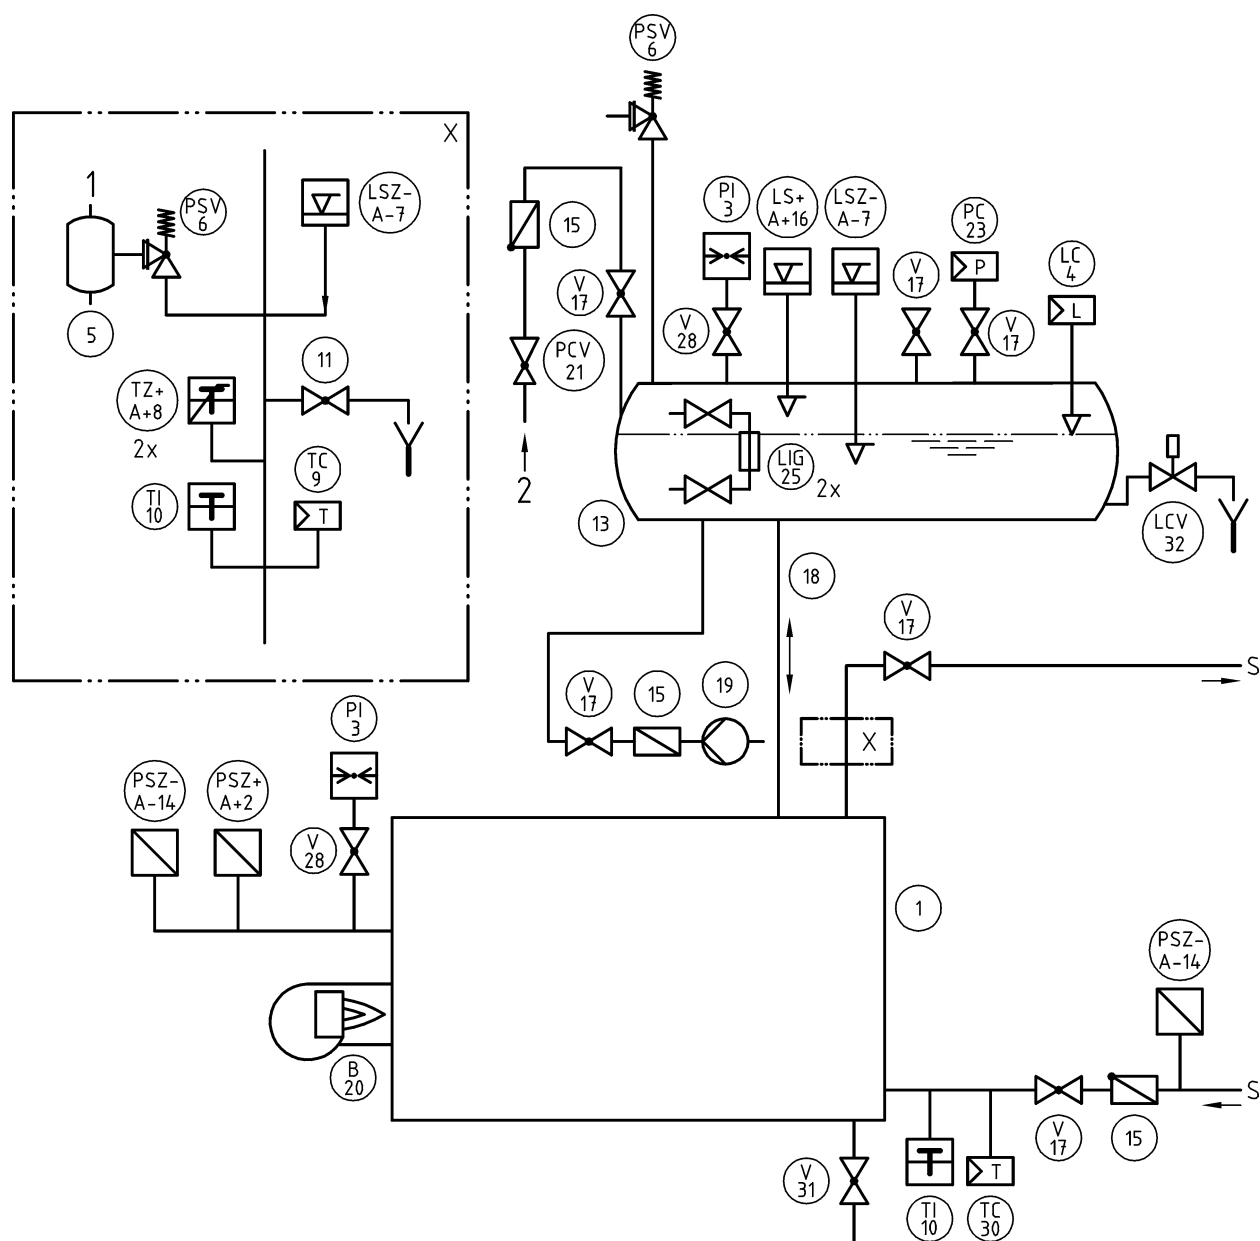 PSV
6
X
1
PSV
6
LSZ-
A-7
5
TZ+
A+8
2x
11
TC
9
TI
10
T
15
V
17
PCV
21
2
PI
3
LS+
A+16
LSZ-
A-7
V
28
V
17
PC
23
P
V
17
LC
4
L
LIG
25
2x
13
LCV
32
18
V
17
S
V
17
15
19
X
PI
3
PSZ-
A-14
PSZ+
A+2
V
28
1
B
20
PSZ-
A-14
S
V
17
15
V
31
TI
10
T
TC
30